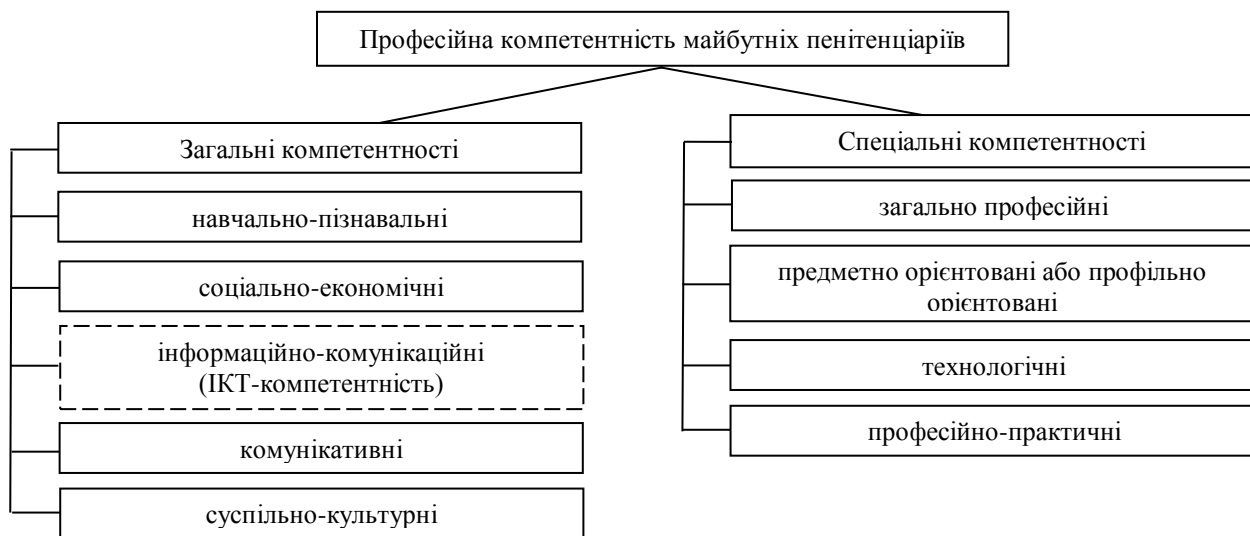 Професійна компетентність майбутніх пенітенціаріїв
Загальні компетентності
навчально-пізнавальні
соціально-економічні
інформаційно-комунікаційні
(ІКТ-компетентність)
комунікативні
суспільно-культурні
Спеціальні компетентності
загально професійні
предметно орієнтовані або профільно
орієнтовані
технологічні
професійно-практичні